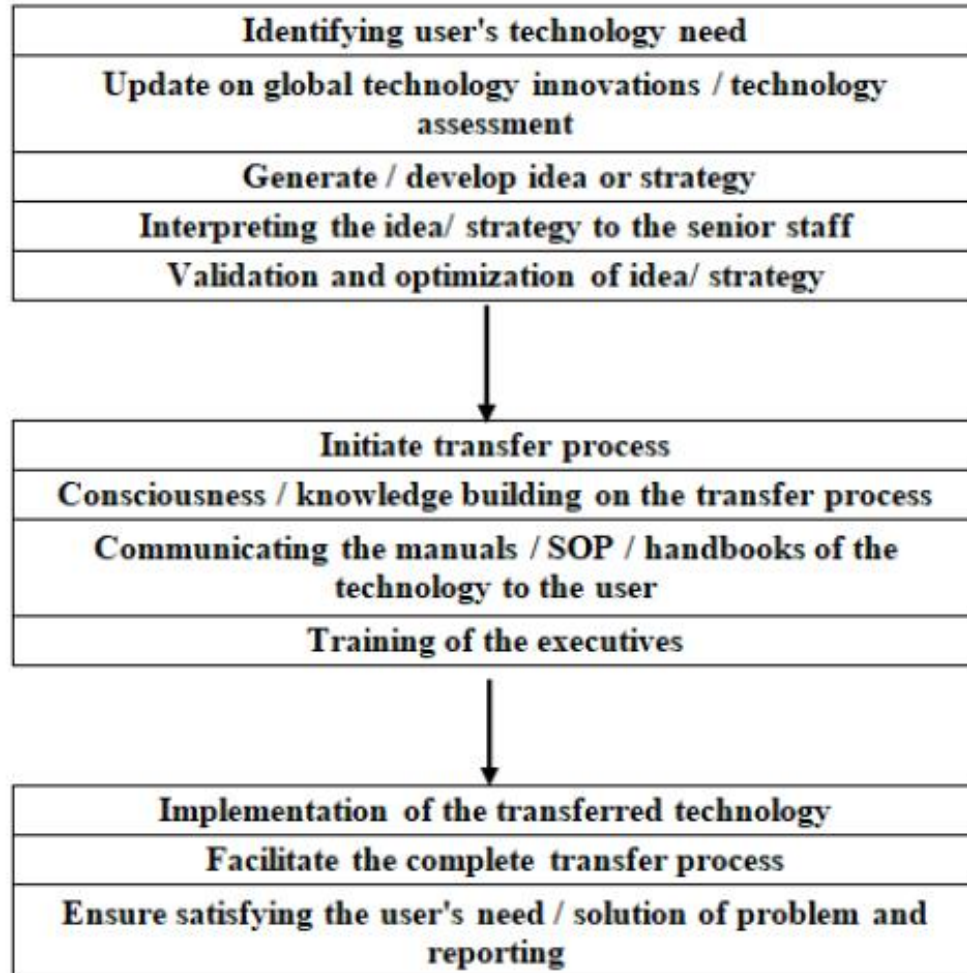 Identifying user's technology need
Update on global technology innovations / technology
assessment
Generate / develop idea or strategy
Interpreting the idea/ strategy to the senior staff
Validation and optimization of idea/ strategy
Initiate transfer process
Consciousness / knowledge building on the transfer process
Communicating the manuals / SOP / handbooks of the
technology to the user
Training of the executives
Implementation of the transferred technology
Facilitate the complete transfer process
Ensure satisfying the user's need / solution of problem and
reporting